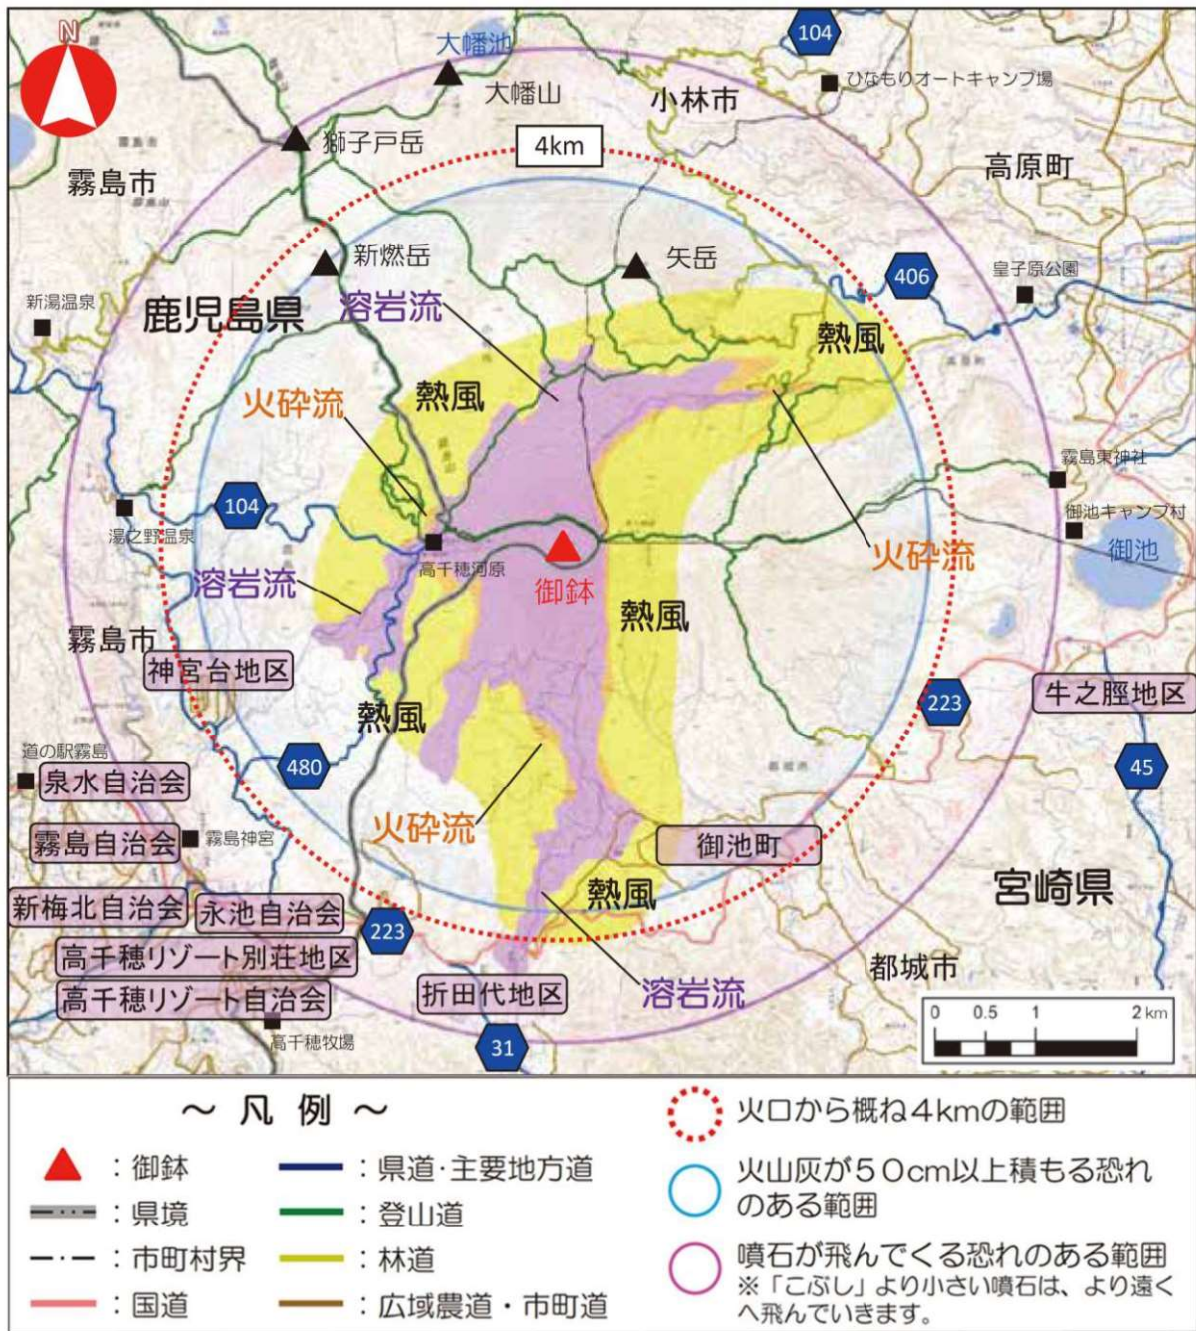 N
大幡池
104
ひなもりオートキャンプ場
大幡山
小林市
獅子戸岳
4km
高原町
霧島市
新燃岳
矢岳
406
皇子原公園
新湯温泉
鹿児島県
溶岩流
熱風
火砕流
熱風
霧島東神社
104
御池キャンプ村
湯之野温泉
火砕流
御池
高千穂河原
溶岩流
御鉢
熱風
霧島市
神宮台地区
牛之脛地区
熱風
223
道の駅霧島
480
45
泉水自治会
火砕流
霧島自治会
霧島神宮
御池町
熱風
宮崎県
新梅北自治会
永池自治会
223
高千穂リゾート別荘地区
都城市
高千穂リゾート自治会
折田代地区
溶岩流
高千穂牧場
31
0 0.5 1 2 km
~ 凡 例 ~
:御鉢
:県境
:市町村界
:国道
:県道・主要地方道
:登山道
:林道
:広域農道・市町道
火口から概ね4kmの範囲
火山灰が50cm以上積もる恐れ
のある範囲
噴石が飛んでくる恐れのある範囲
※「こぶし」より小さい噴石は、より遠く
へ飛んでいきます。